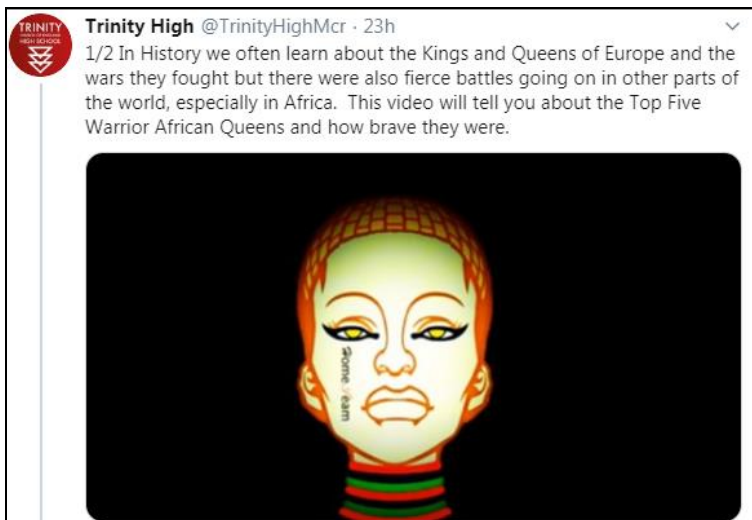 TRINITY
HIGH SCHOOL
Trinity High @TrinityHighMcr · 23h
1/2 In History we often learn about the Kings and Queens of Europe and the
wars they fought but there were also fierce battles going on in other parts of
the world, especially in Africa.  This video will tell you about the Top Five
Warrior African Queens and how brave they were.